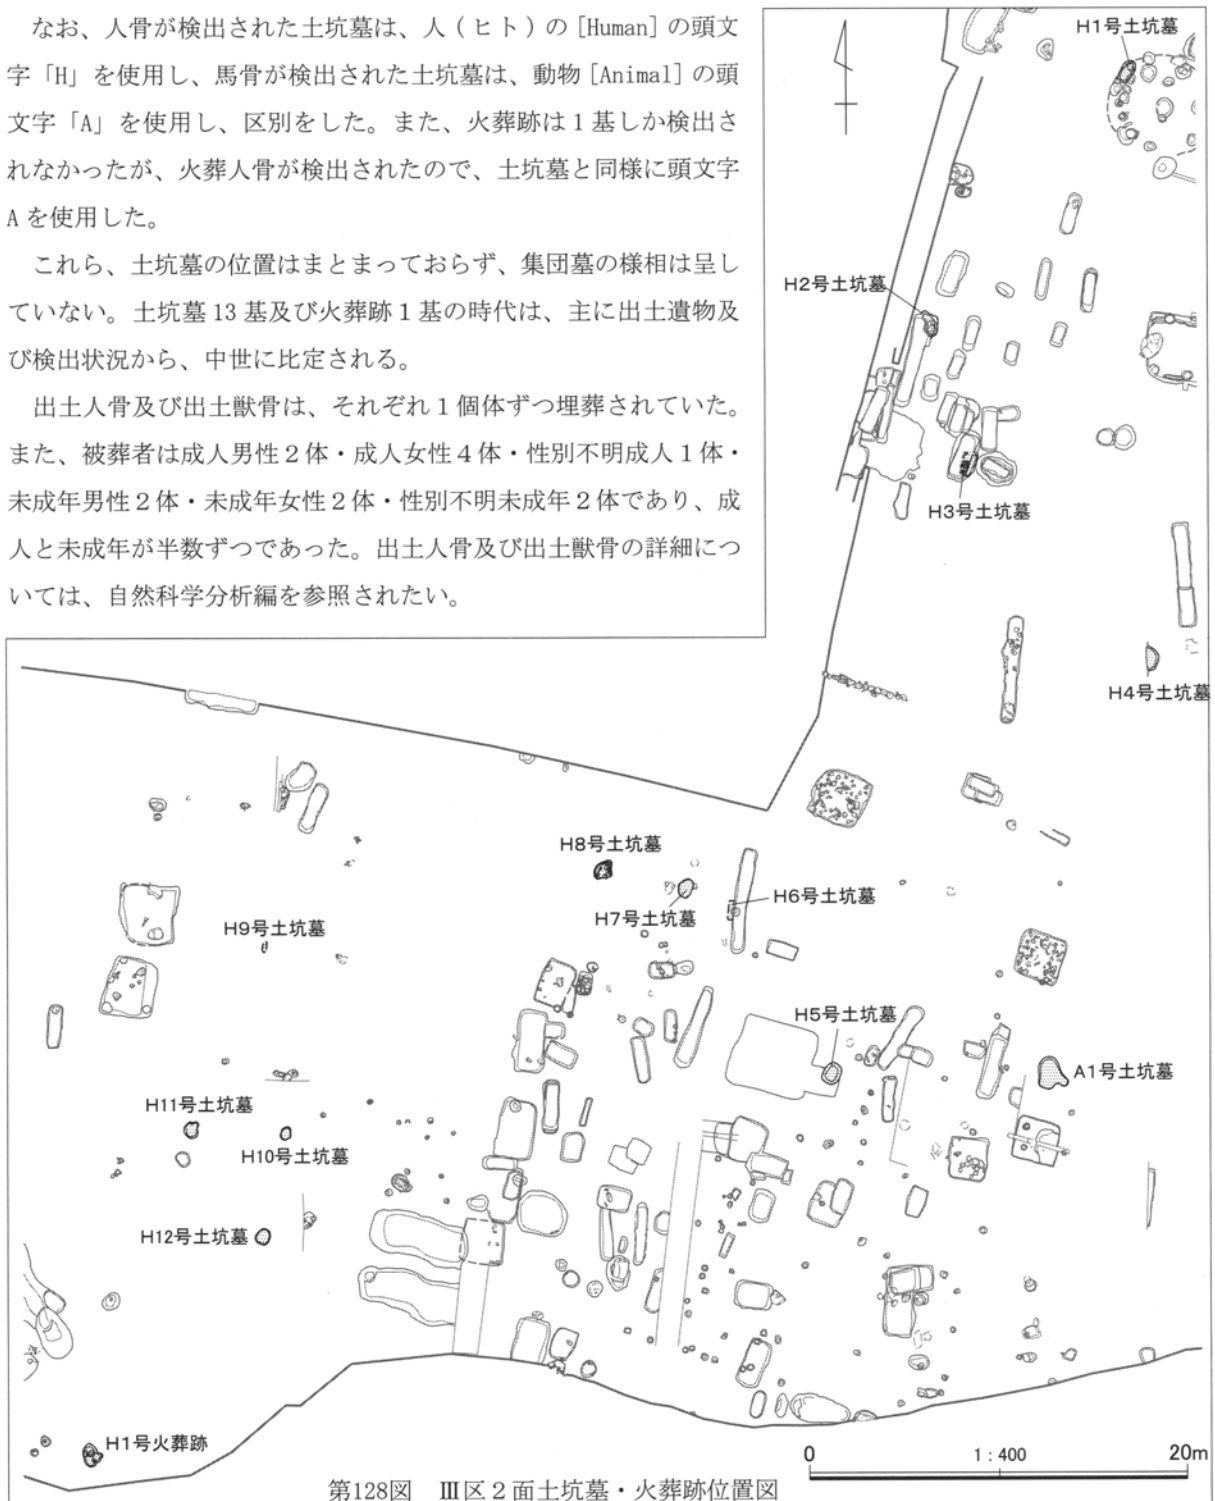 なお、人骨が検出された土坑墓は、人(ヒト)の[Human]の頭文
字「H」を使用し、馬骨が検出された土坑墓は、動物[Animal]の頭
文字「A」を使用し、区別をした。また、火葬跡は1基しか検出さ
れなかったが、火葬人骨が検出されたので、土坑墓と同様に頭文字
Aを使用した。
これら、土坑墓の位置はまとまっておらず、集団墓の様相は呈し
ていない。土坑墓13基及び火葬跡1基の時代は、主に出土遺物及
び検出状況から、中世に比定される。
出土人骨及び出土獣骨は、それぞれ1個体ずつ埋葬されていた。
また、被葬者は成人男性2体・成人女性4体・性別不明成人1体・
未成年男性2体・未成年女性2体・性別不明未成年2体であり、成
人と未成年が半数ずつであった。出土人骨及び出土獣骨の詳細につ
いては、自然科学分析編を参照されたい。
H1号土坑墓
H2号土坑墓
H3号土坑墓
H4号土坑墓
H8号土坑墓
H7号土坑墓
H6号土坑墓
H9号土坑墓
H5号土坑墓
A1号土坑墓
H11号土坑墓
H10号土坑墓
H12号土坑墓
H1号火葬跡
0 1:400 20m
第128図 Ⅲ区2面土坑墓・火葬跡位置図